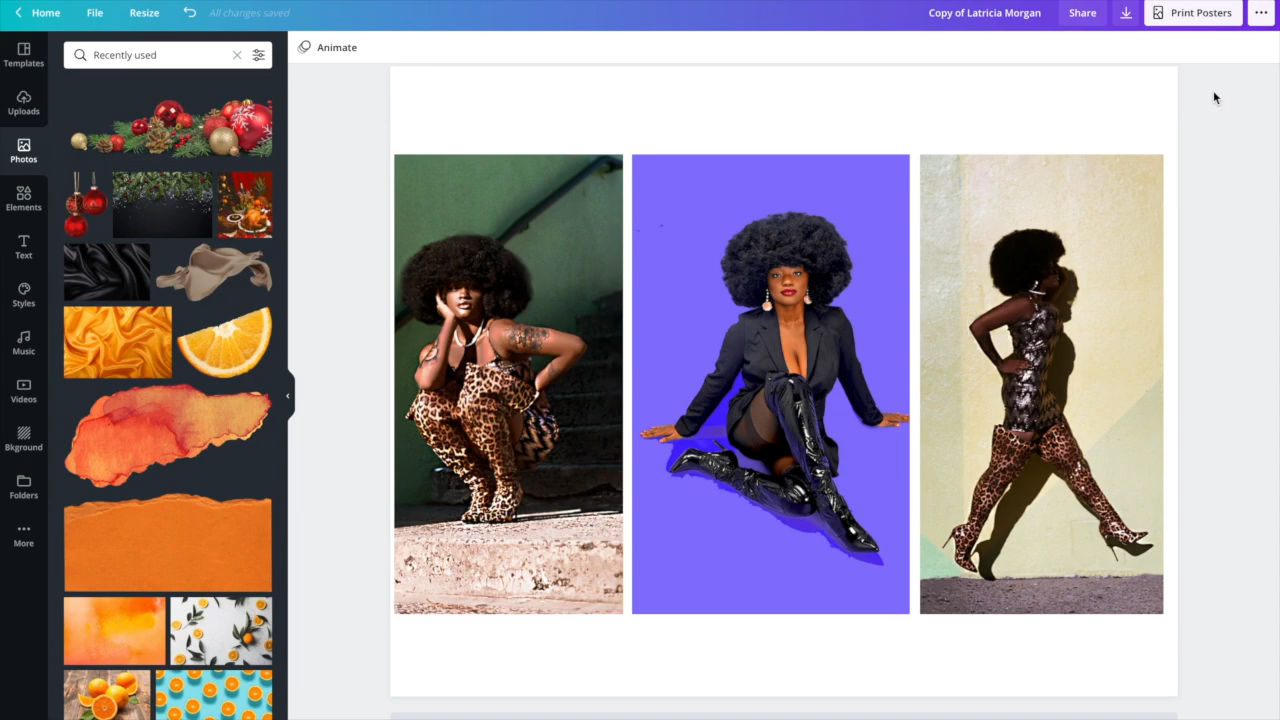 Home File Resize All changes saved Copy of Latricia Morgan Share Print Posters
Templates
Uploads
Photos
Elements
Text
Styles
Music
Videos
Bkground
Folders
More
Recently used
Animate